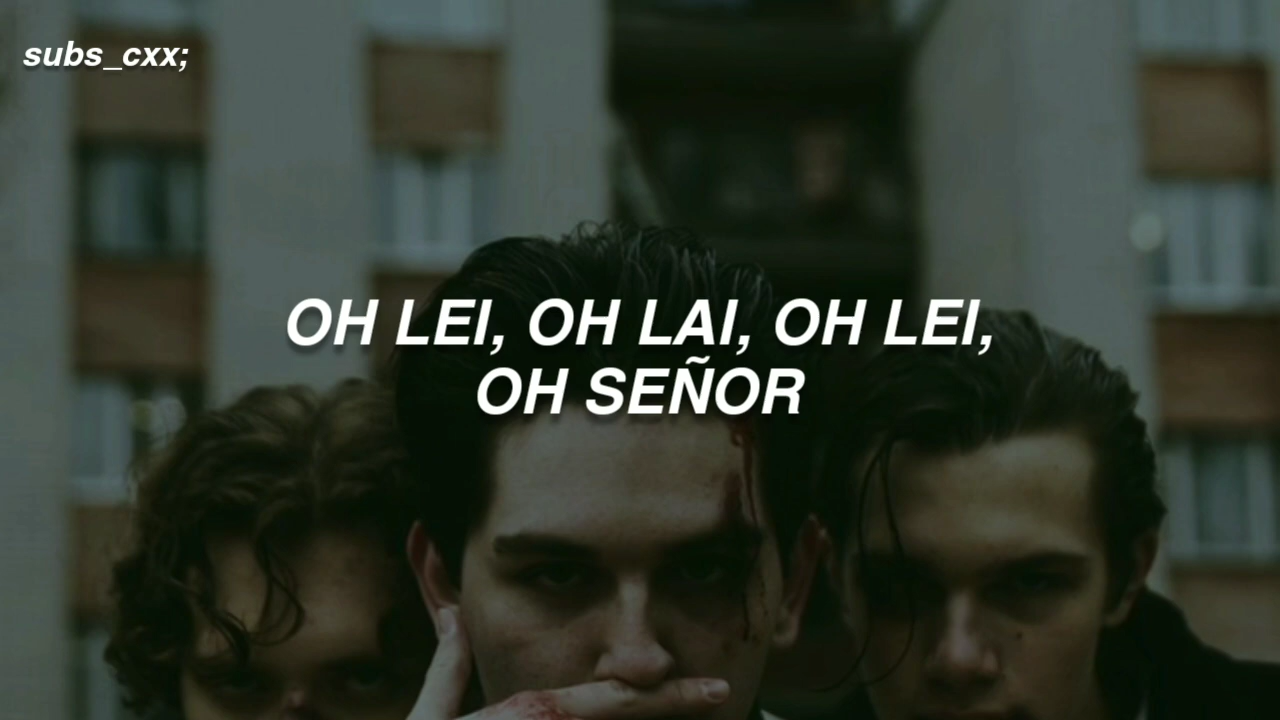 subs_cxx;
OH LEI, OH LAI, OH LEI,
OH SEÑOR